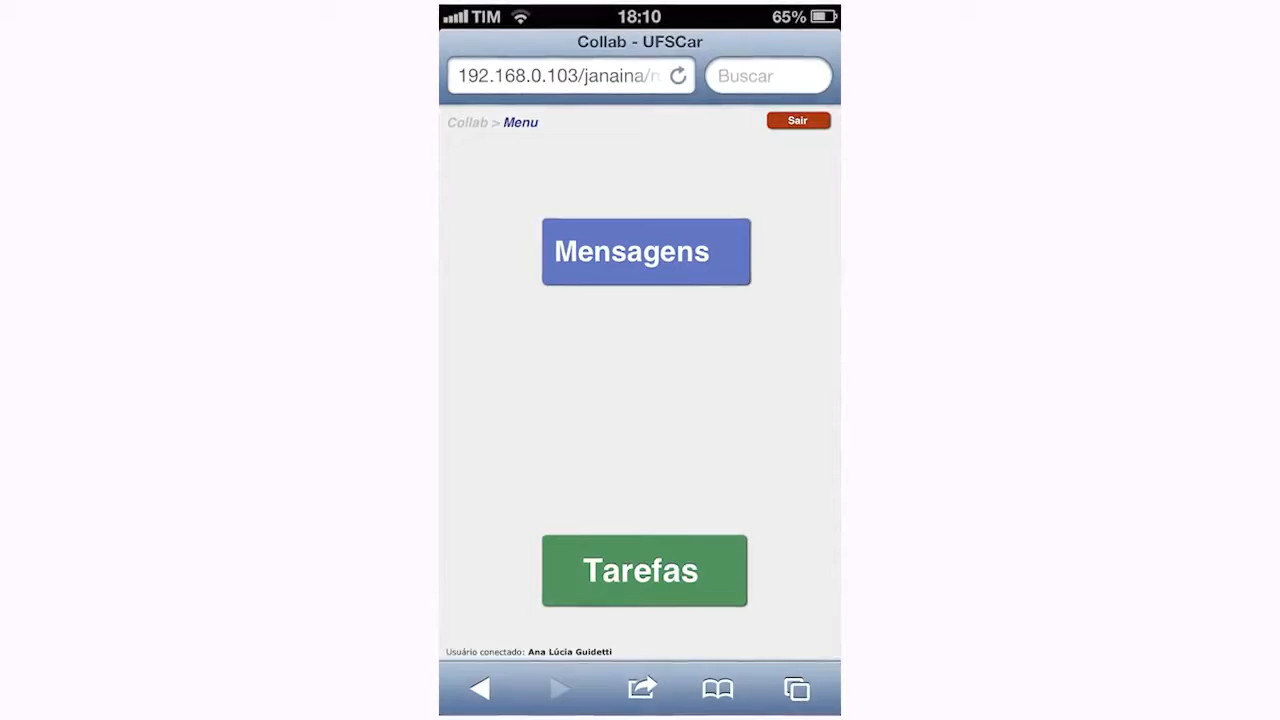 TIM 18:10 65%
Collab - UFSCar
192.168.0.103/janaina/ Buscar
Collab > Menu Sair
Mensagens
Tarefas
Usuário conectado: Ana Lúcia Guidetti